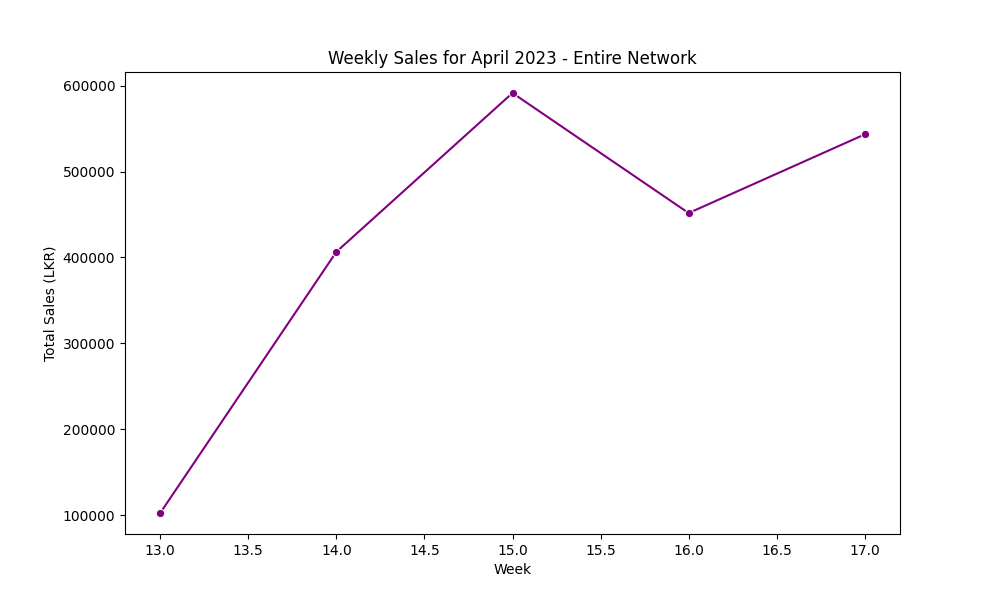 Weekly Sales for April 2023 - Entire Network
600000
500000
400000
300000
200000
100000
Total Sales (LKR)
13.0 13.5 14.0 14.5 15.0 15.5 16.0 16.5 17.0
Week